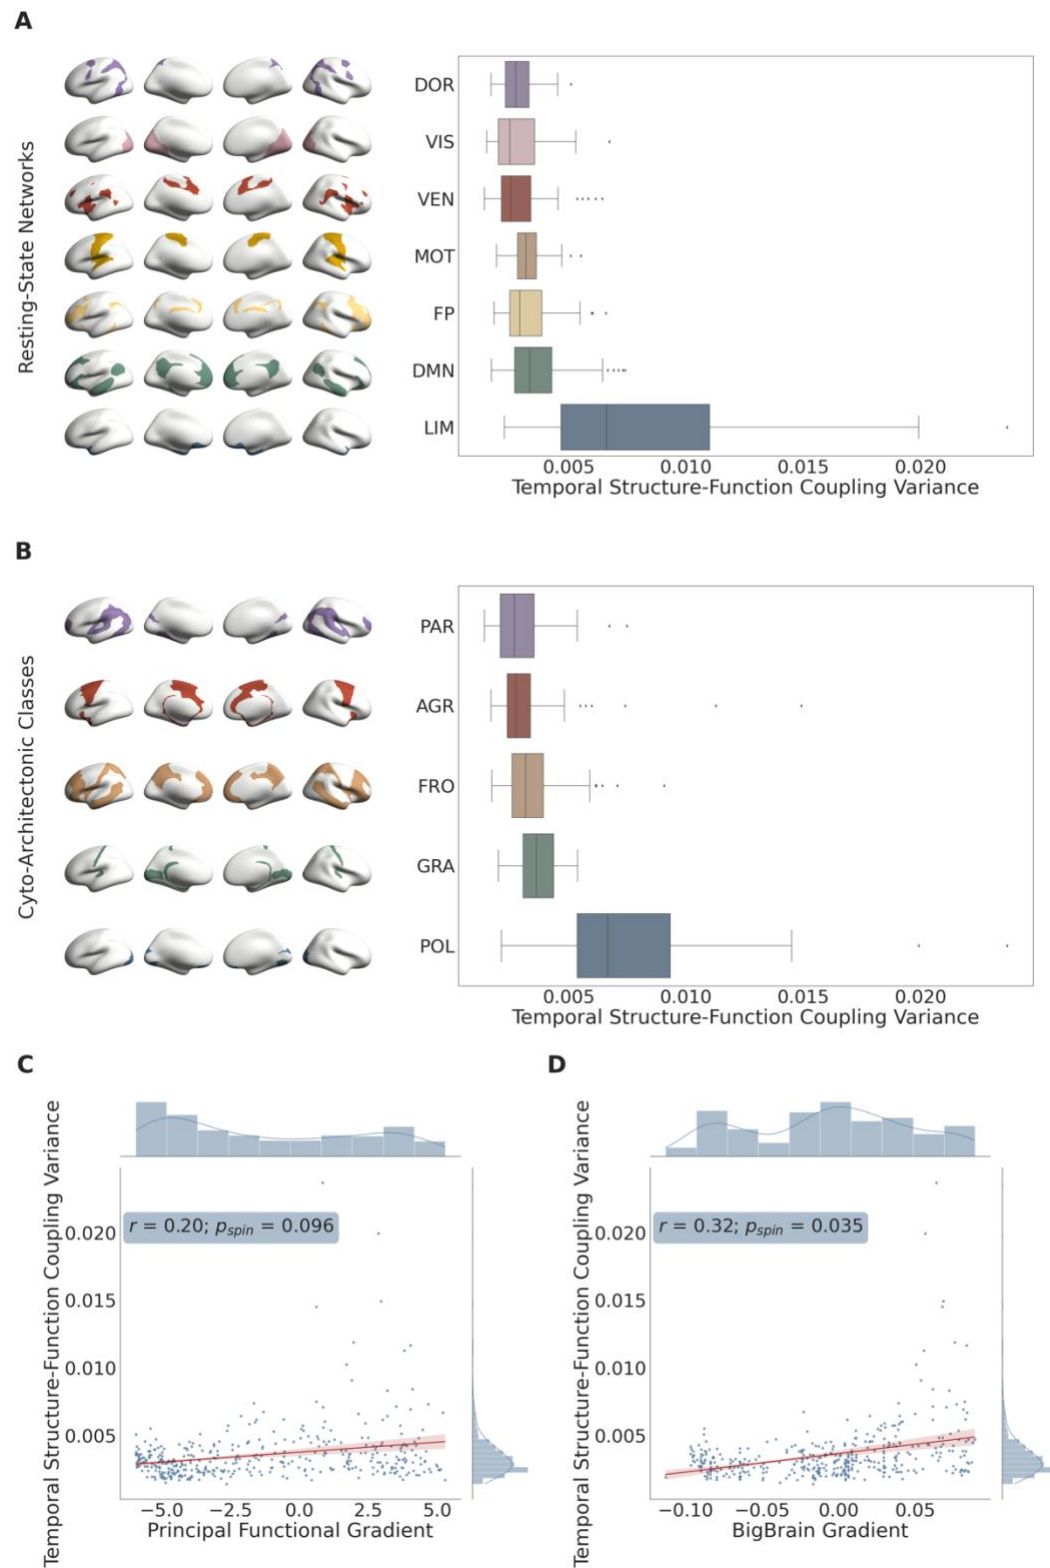 A
Resting-State Networks
DOR
VIS
VEN
MOT
FP
DMN
LIM
0.005 0.010 0.015 0.020
Temporal Structure-Function Coupling Variance
B
Cyto-Architectonic Classes
PAR
AGR
FRO
GRA
POL
0.005 0.010 0.015 0.020
Temporal Structure-Function Coupling Variance
C
Temporal Structure-Function Coupling Variance
r = 0.20; p_spin = 0.096
0.020
0.015
0.010
0.005
−5.0 −2.5 0.0 2.5 5.0
Principal Functional Gradient
D
Temporal Structure-Function Coupling Variance
r = 0.32; p_spin = 0.035
0.020
0.015
0.010
0.005
−0.10 −0.05 0.00 0.05
BigBrain Gradient